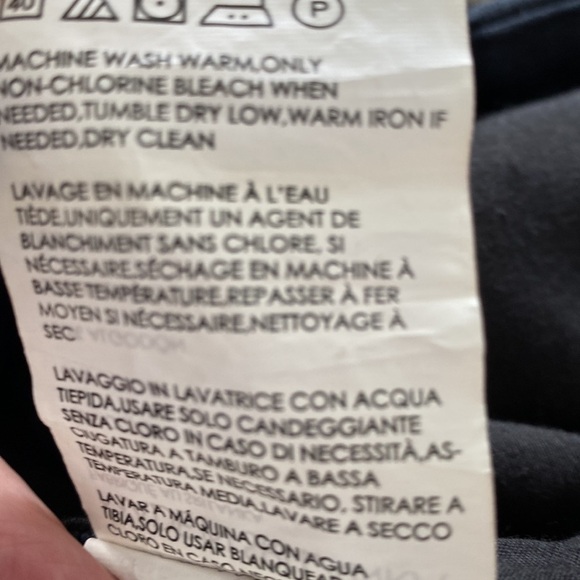 40 P
MACHINE WASH WARM.ONLY
NON-CHLORINE BLEACH WHEN
NEEDED,TUMBLE DRY LOW,WARM IRON IF
NEEDED,DRY CLEAN
LAVAGE EN MACHINE À L'EAU
TIÈDE,UNIQUEMENT UN AGENT DE
BLANCHIMENT SANS CHLORE, SI
NÉCESSAIRE,SÉCHAGE EN MACHINE À
BASSE TEMPÉRATURE,REPASSER À FER
MOYEN SI NÉCESSAIRE,NETTOYAGE À
SEC
LAVAGGIO IN LAVATRICE CON ACQUA
TIEPIDA,USARE SOLO CANDEGGIANTE
SENZA CLORO IN CASO DI NECESSITÀ,AS-
CIUGATURA A TAMBURO A BASSA
TEMPERATURA,SE NECESSARIO, STIRARE A
TEMPERATURA MEDIA,LAVARE A SECCO
LAVAR A MÁQUINA CON AGUA
TIBIA,SOLO USAR BLANQUEAR
CLORO EN